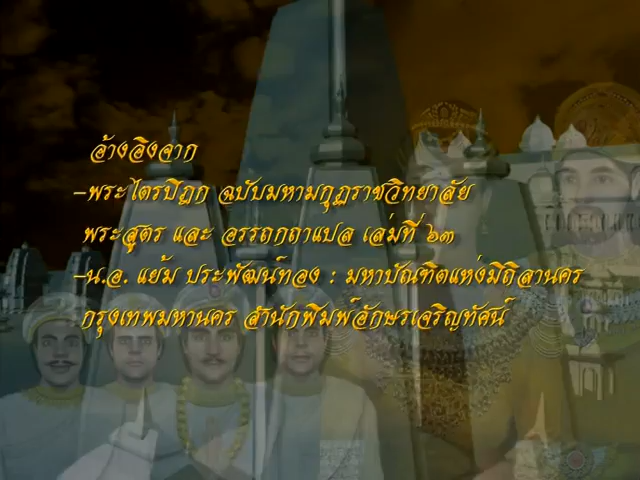 อ้างอิงจาก
-พระไตรปิฎก ฉบับมหามกุฏราชวิทยาลัย
พระสูตร และ อรรถกถาแปล เล่มที่ ๖๓
-น.อ. แย้ม ประพัฒน์ทอง : มหาบัณฑิตแห่งมิถิลานคร
กรุงเทพมหานคร สำนักพิมพ์อักษรเจริญทัศน์